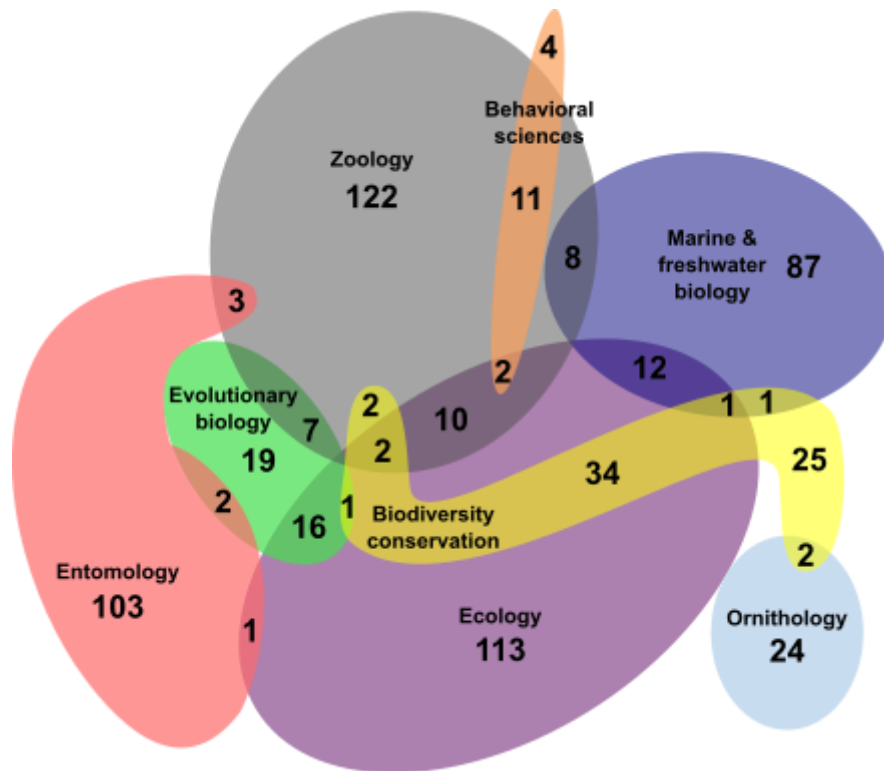 4
Behavioral
sciences
Zoology
122
11
8
Marine &
freshwater
biology
87
3
2
12
Evolutionary
biology
19
7
2
2
10
1
1
34
25
2
16
1
Biodiversity
conservation
2
Entomology
103
1
Ecology
113
Ornithology
24